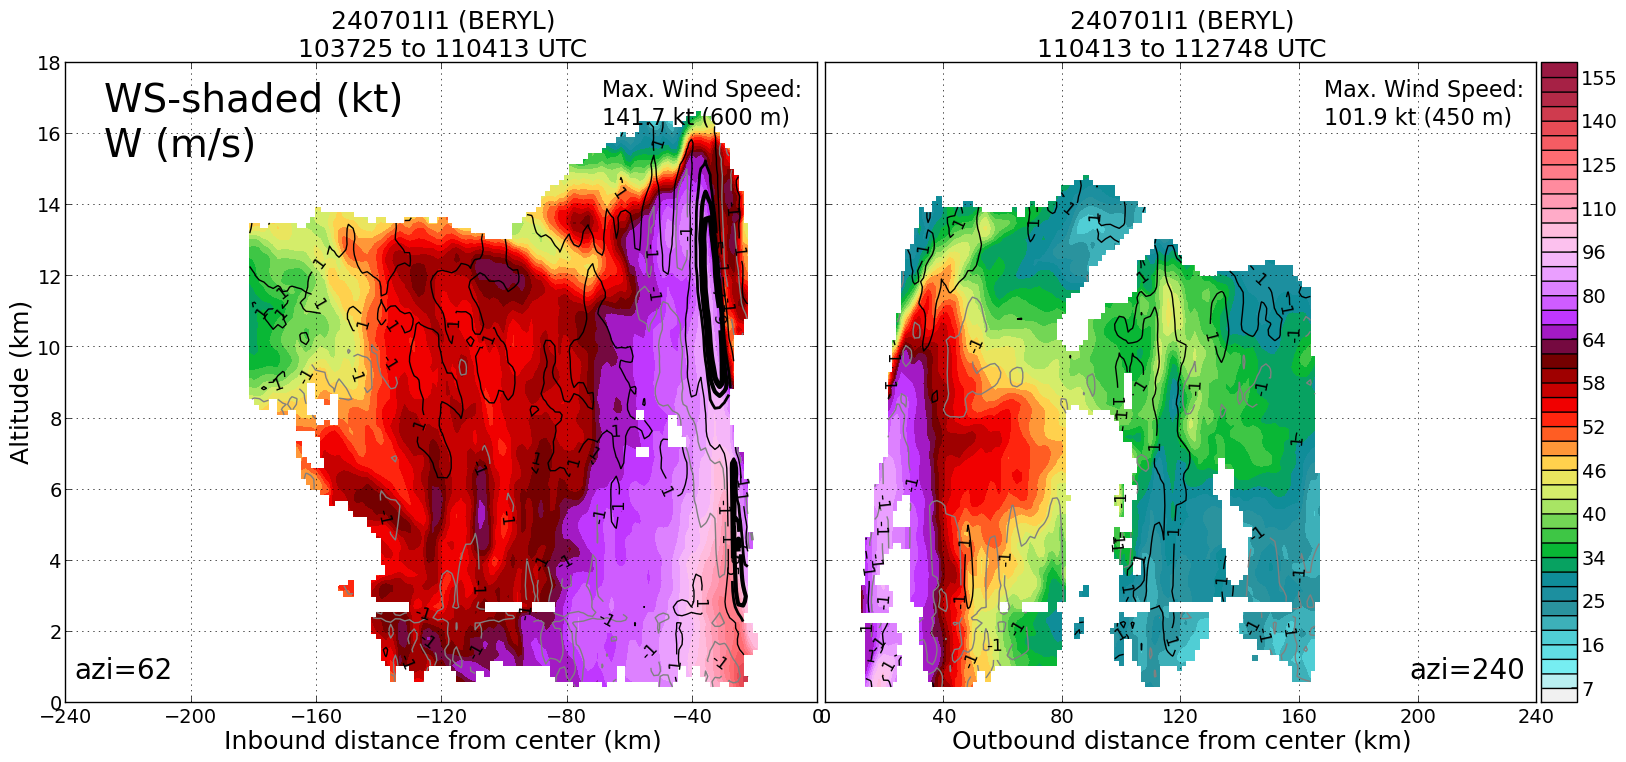 240701I1 (BERYL)
103725 to 110413 UTC
240701I1 (BERYL)
110413 to 112748 UTC
WS-shaded (kt)
W (m/s)
Max. Wind Speed:
141.7 kt (600 m)
Max. Wind Speed:
101.9 kt (450 m)
azi=62
azi=240
Altitude (km)
18
16
14
12
10
8
6
4
2
0
−240
−200
−160
−120
−80
−40
0
Inbound distance from center (km)
0
40
80
120
160
200
240
Outbound distance from center (km)
155
140
125
110
96
80
64
58
52
46
40
34
25
16
7